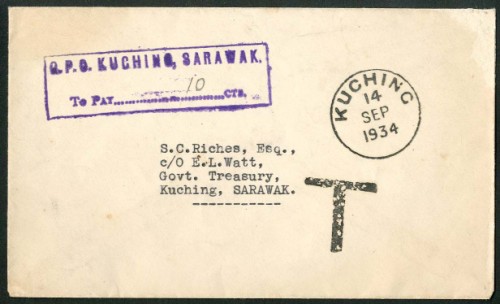 G.P.O. KUCHING, SARAWAK.
To Pay..........10..........CTS.
KUCHING
14
SEP
1934
S.C.Riches, Esq.,
c/O E.L.Watt,
Govt. Treasury,
Kuching, SARAWAK.
T